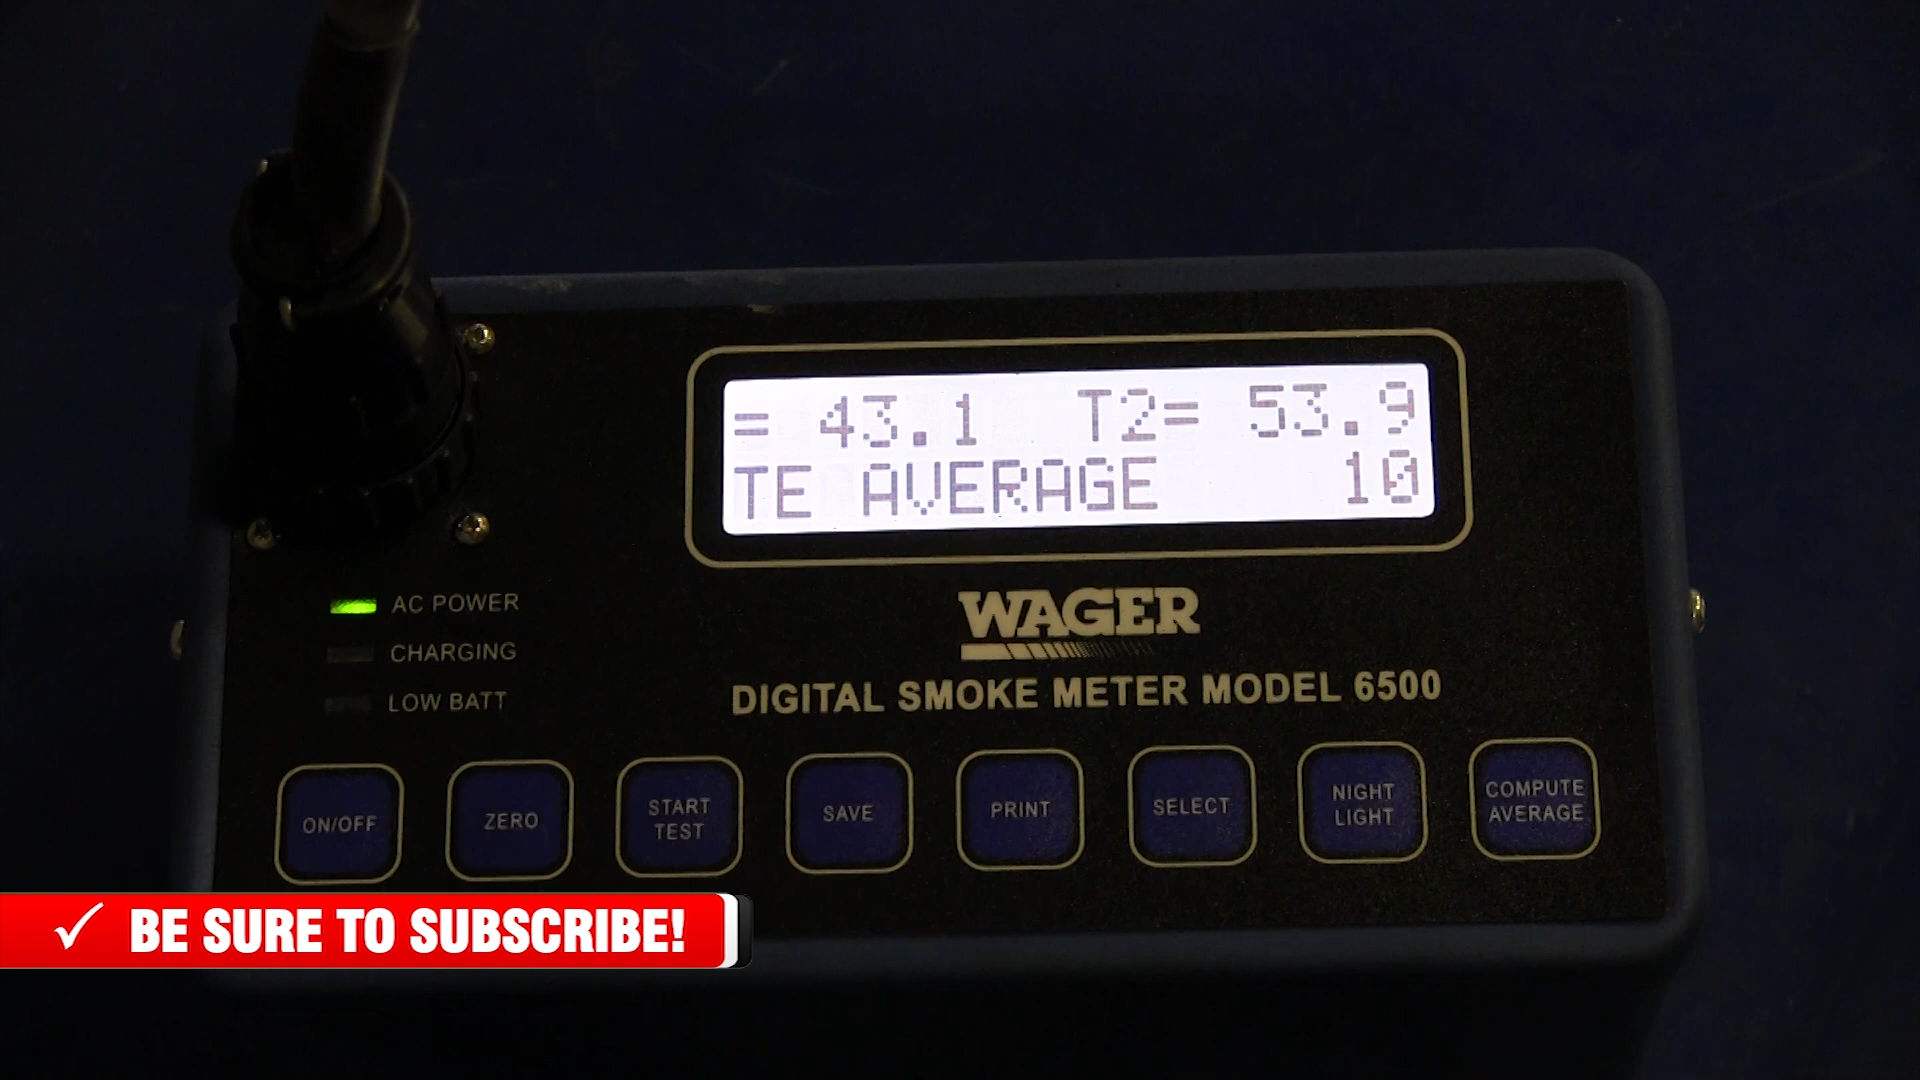 = 43.1 T2= 53.9
TE AVERAGE 10
AC POWER
CHARGING
LOW BATT
WAGER
DIGITAL SMOKE METER MODEL 6500
ON/OFF
ZERO
START
TEST
SAVE
PRINT
SELECT
NIGHT
LIGHT
COMPUTE
AVERAGE
✓ BE SURE TO SUBSCRIBE!